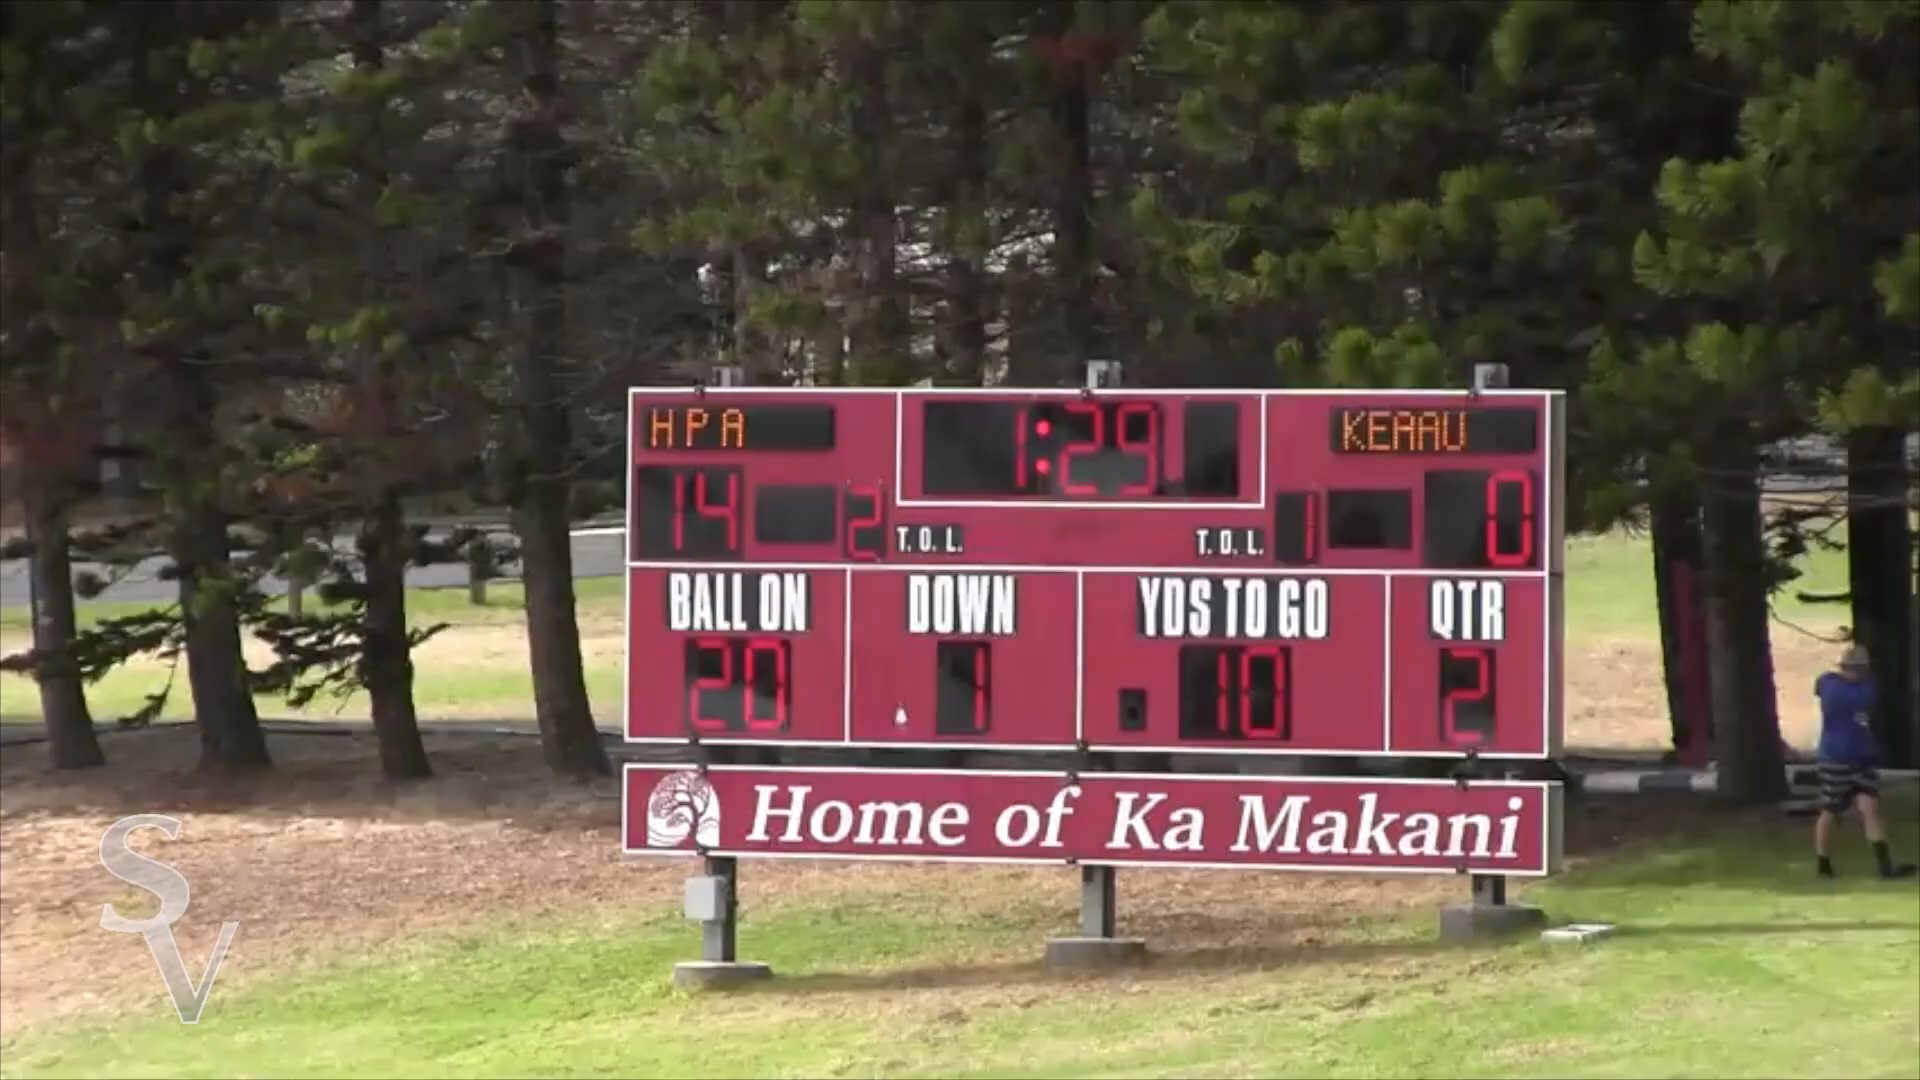 HPA 1:29 KEAAU
14 2 T.O.L. T.O.L. 1 0
BALL ON DOWN YDS TO GO QTR
20 1 10 2
Home of Ka Makani
SV